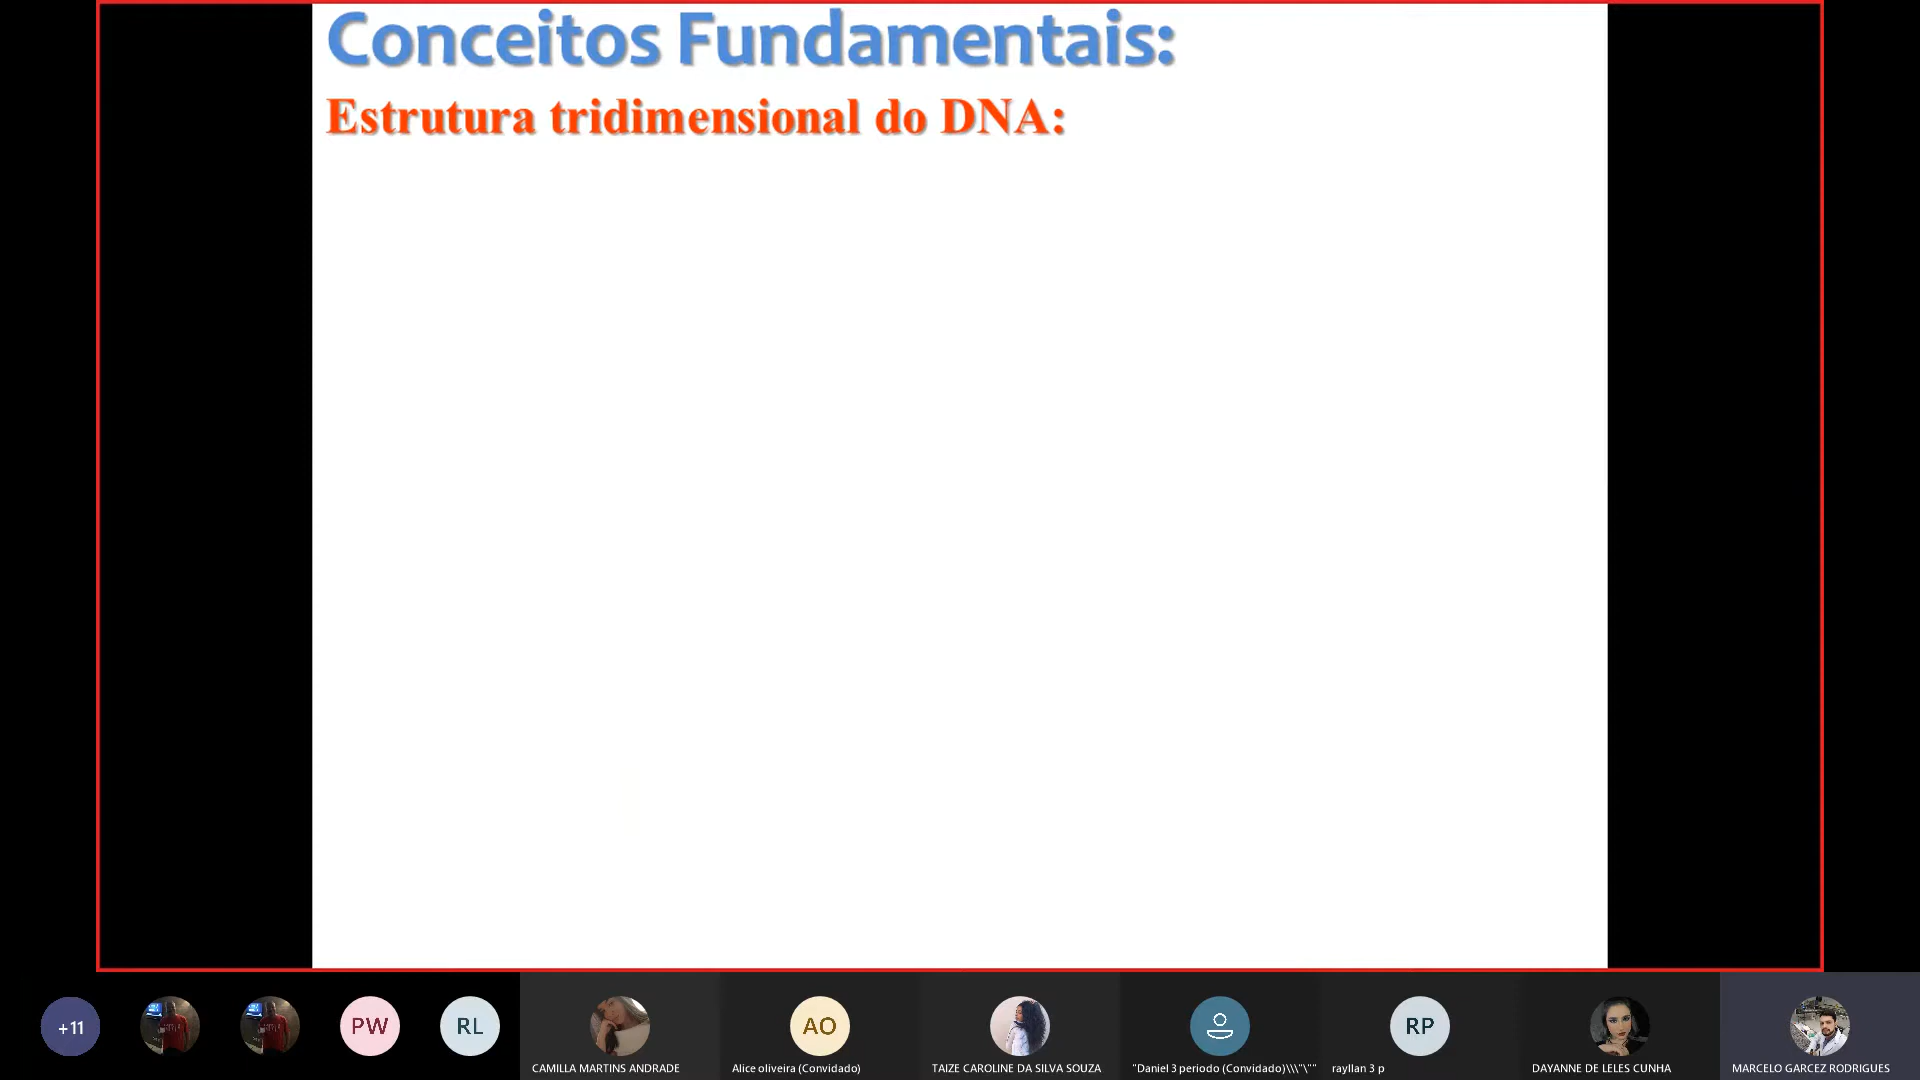 Conceitos Fundamentais:
Estrutura tridimensional do DNA:
+11
PW
RL
AO
RP
CAMILLA MARTINS ANDRADE
Alice oliveira (Convidado)
TAIZE CAROLINE DA SILVA SOUZA
"Daniel 3 periodo (Convidado)\\\"\""
rayllan 3 p
DAYANNE DE LELES CUNHA
MARCELO GARCEZ RODRIGUES